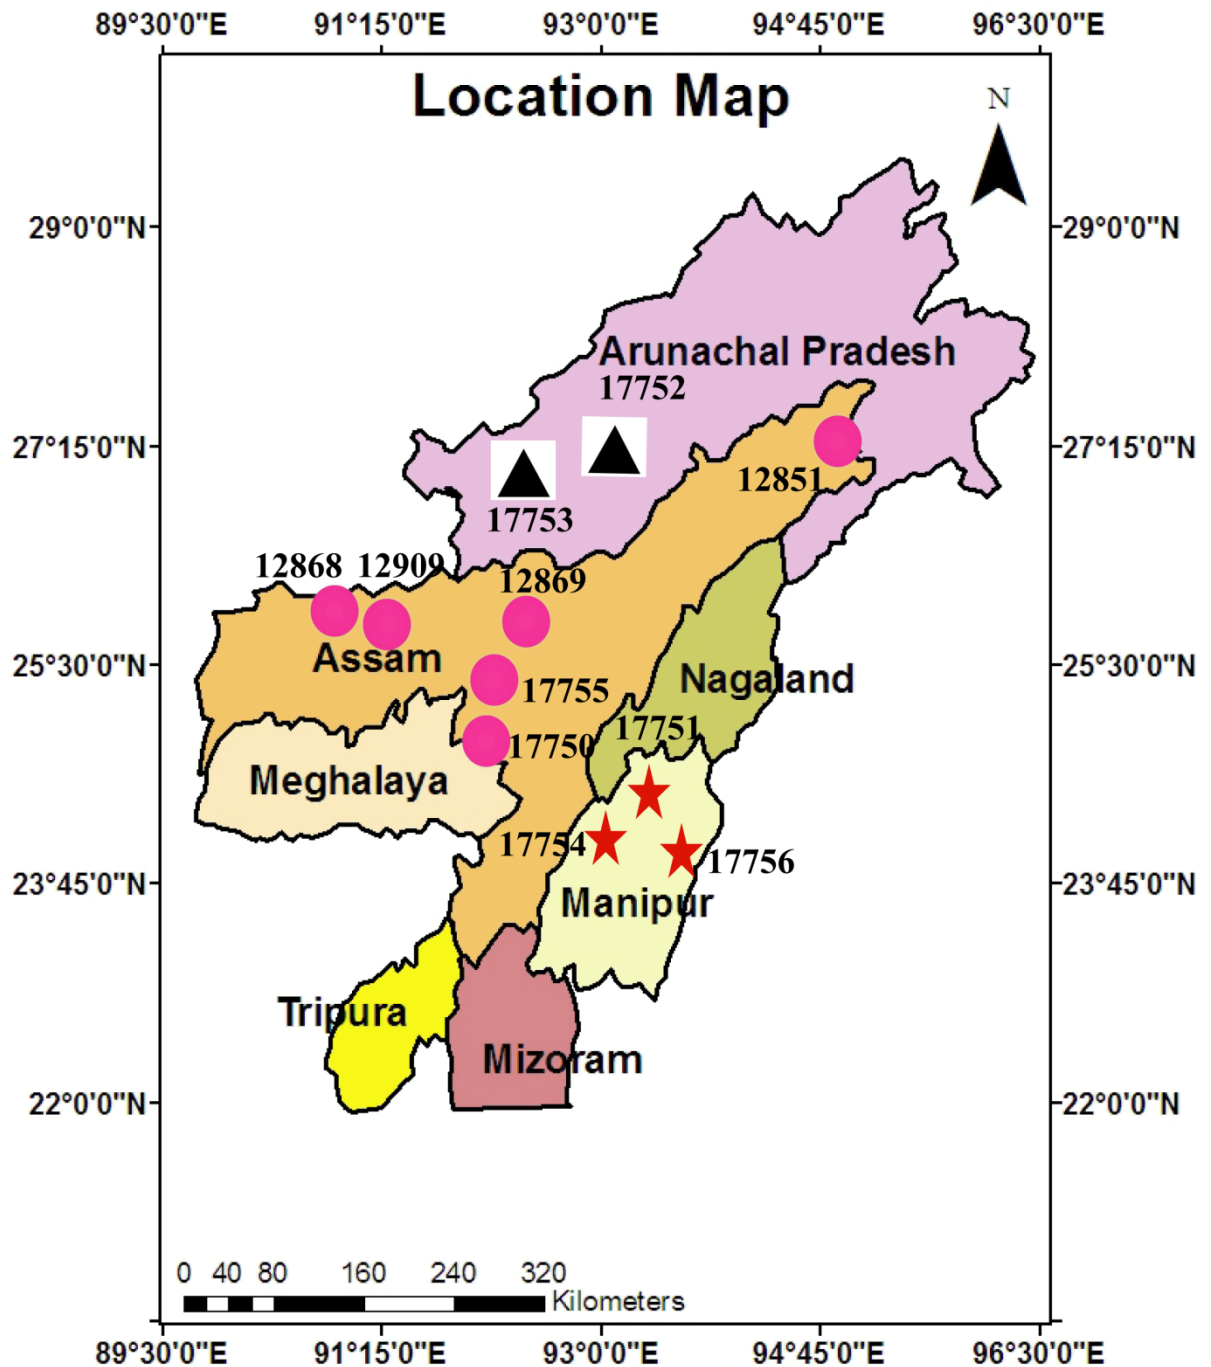 89°30'0"E 91°15'0"E 93°0'0"E 94°45'0"E 96°30'0"E
Location Map
N
29°0'0"N 29°0'0"N
Arunachal Pradesh
17752
27°15'0"N 27°15'0"N
12851
17753
12868 12909 12869
25°30'0"N Assam 25°30'0"N
Nagaland
17755
17751
17750
Meghalaya
17754
17756
23°45'0"N 23°45'0"N
Manipur
Tripura
Mizoram
22°0'0"N 22°0'0"N
0 40 80 160 240 320
Kilometers
89°30'0"E 91°15'0"E 93°0'0"E 94°45'0"E 96°30'0"E